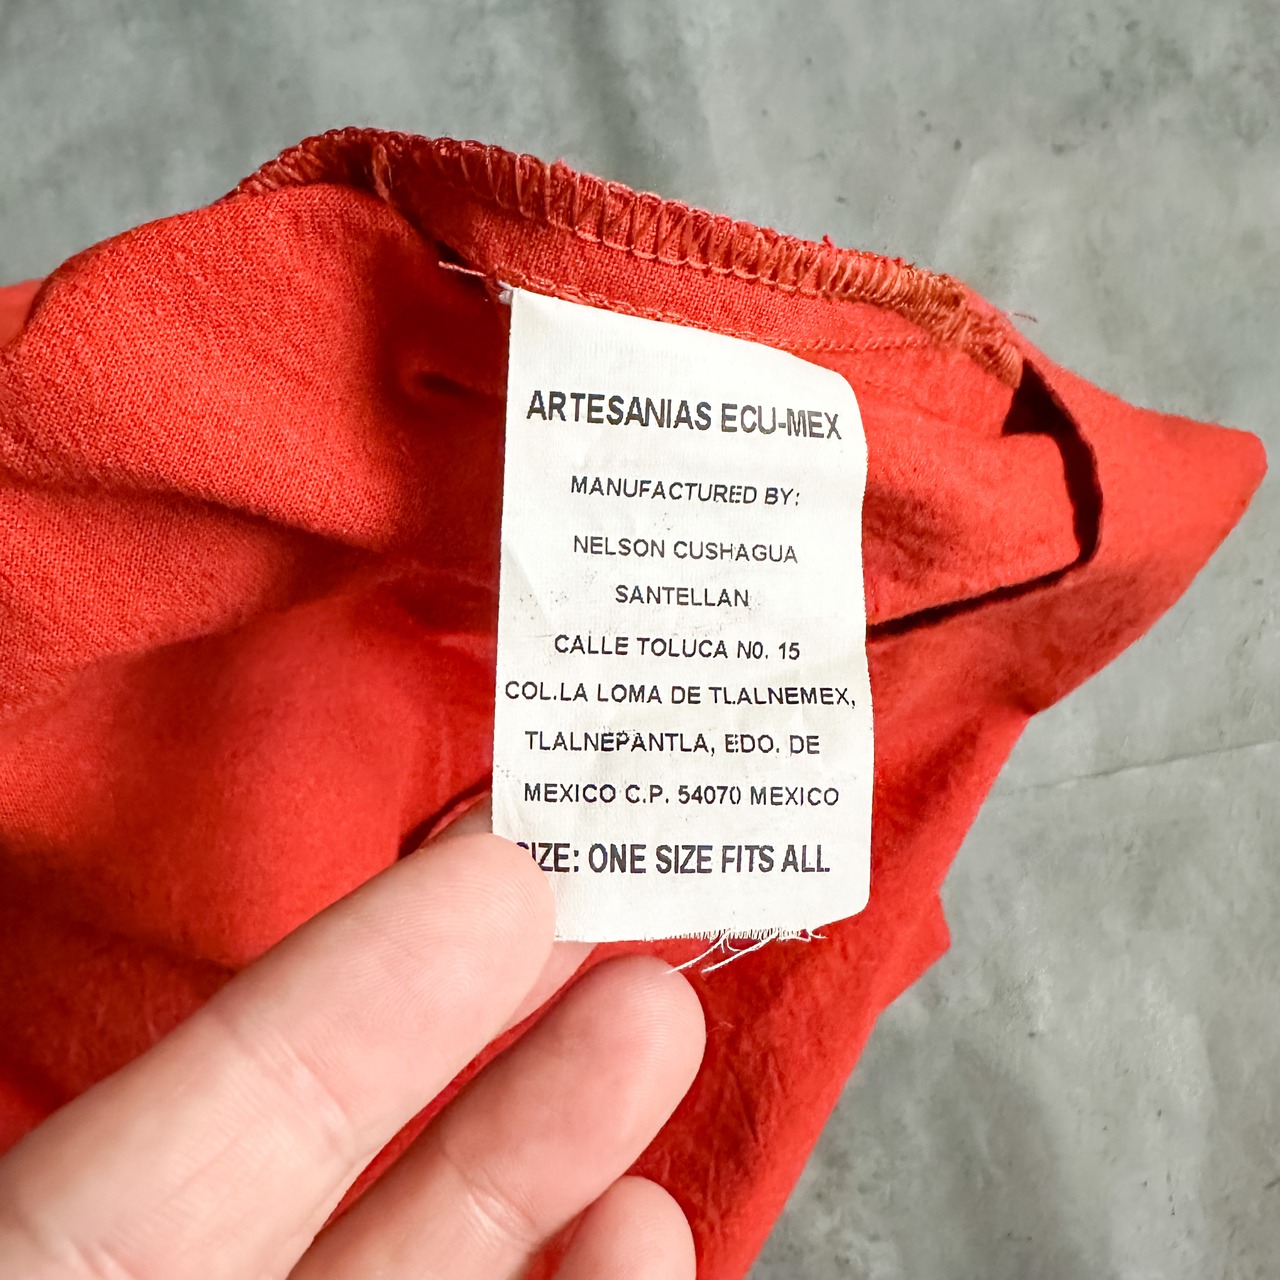 ARTESANIAS ECU-MEX
MANUFACTURED BY:
NELSON CUSHAGUA
SANTELLAN
CALLE TOLUCA NO. 15
COL.LA LOMA DE TLALNEMEX,
TLALNEPANTLA, EDO. DE
MEXICO C.P. 54070 MEXICO
SIZE: ONE SIZE FITS ALL